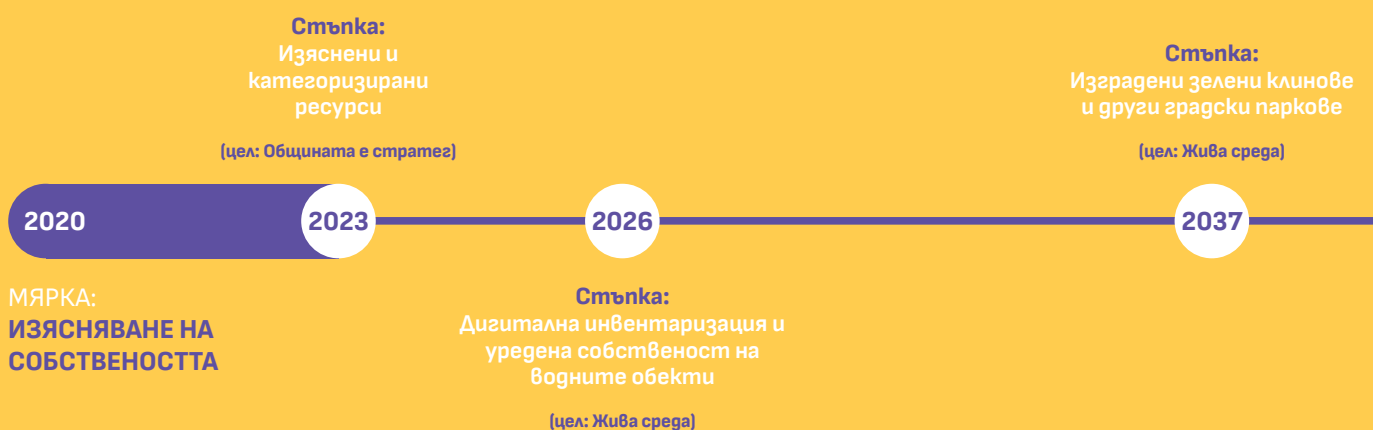 Стъпка:
Изяснени и
категоризирани
ресурси
(цел: Общината е стратег)
Стъпка:
Изградени зелени клинове
и други градски паркове
(цел: Жива среда)
2020
2023
2026
2037
МЯРКА:
ИЗЯСНЯВАНЕ НА
СОБСТВЕНОСТТА
Стъпка:
Дигитална инвентаризация и
уредена собственост на
водните обекти
(цел: Жива среда)